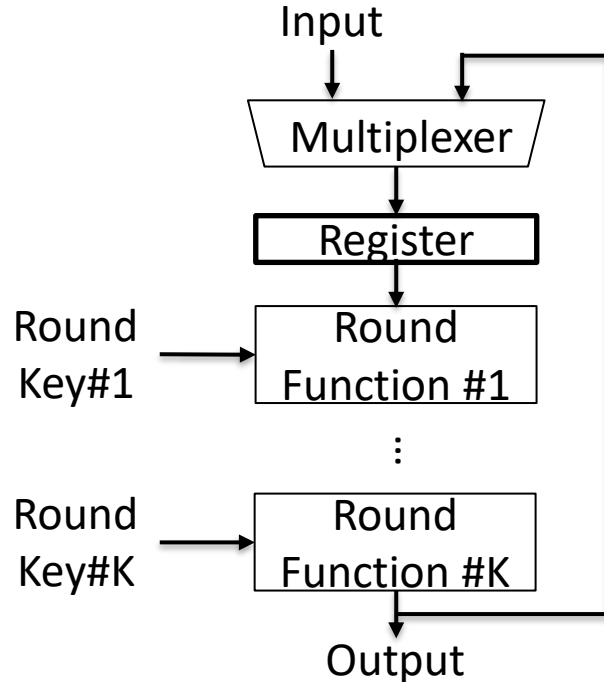 Input
Multiplexer
Register
Round
Key#1
Round
Function #1
...
Round
Key#K
Round
Function #K
Output